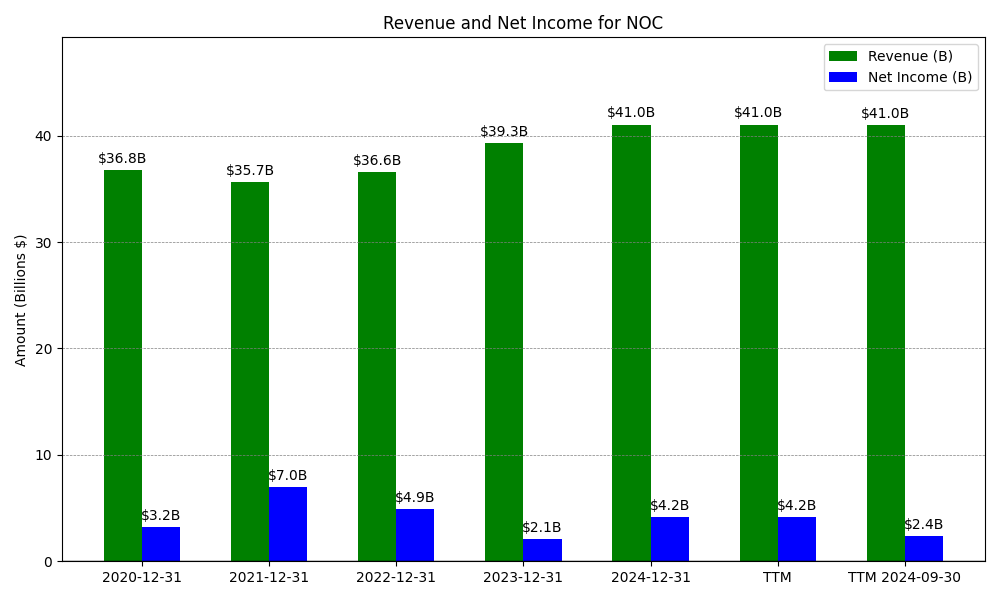 Revenue and Net Income for NOC
Revenue (B)
Net Income (B)
Amount (Billions $)
40
30
20
10
0
$36.8B
$35.7B
$36.6B
$39.3B
$41.0B
$41.0B
$41.0B
$3.2B
$7.0B
$4.9B
$2.1B
$4.2B
$4.2B
$2.4B
2020-12-31
2021-12-31
2022-12-31
2023-12-31
2024-12-31
TTM
TTM 2024-09-30